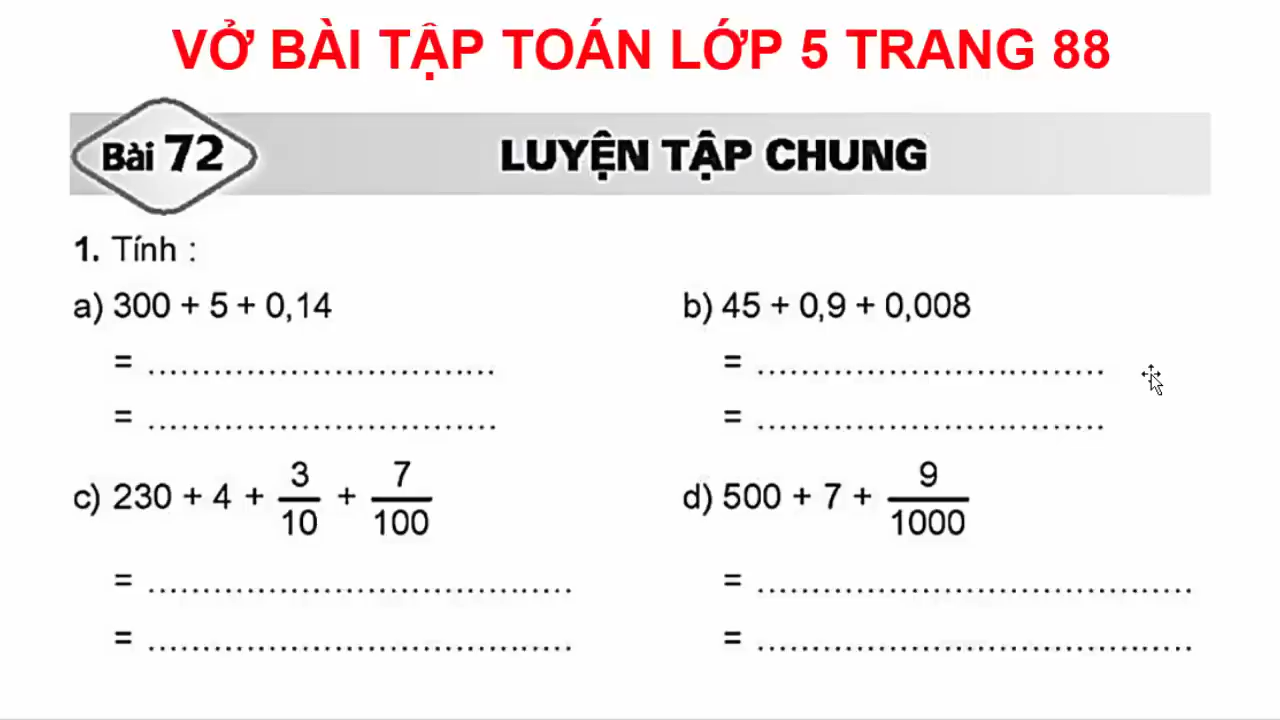 VỞ BÀI TẬP TOÁN LỚP 5 TRANG 88
Bài 72 LUYỆN TẬP CHUNG
1. Tính :
a) 300 + 5 + 0,14
= ................................
= ................................
b) 45 + 0,9 + 0,008
= ................................
= ................................
c) 230 + 4 + 3/10 + 7/100
= .......................................
= .......................................
d) 500 + 7 + 9/1000
= ........................................
= ........................................